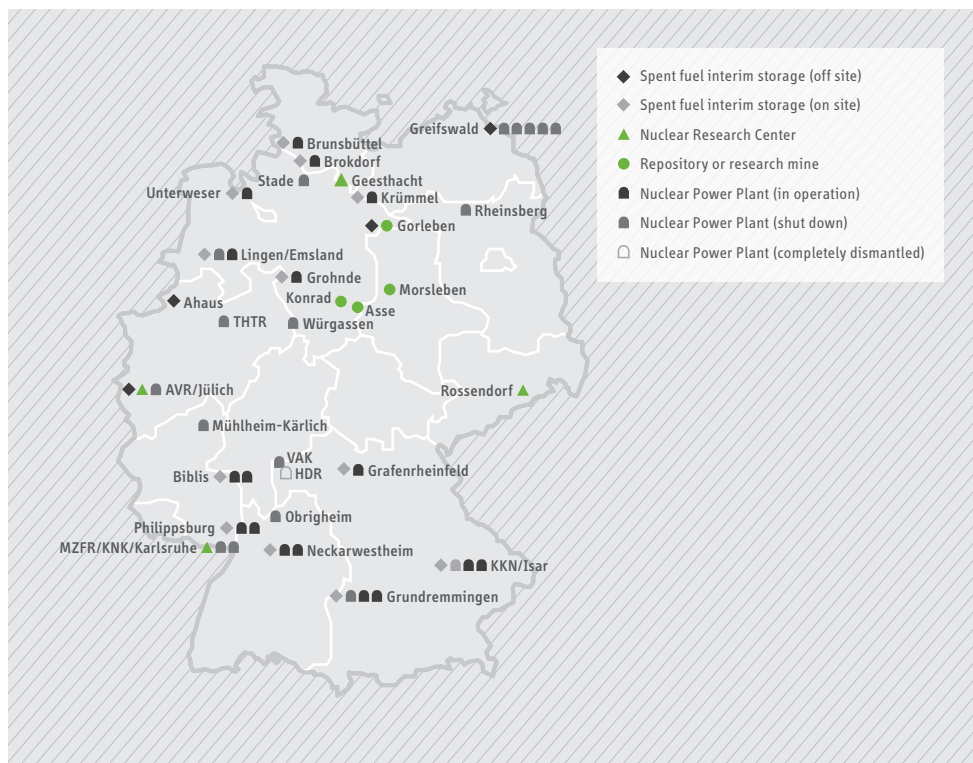 Spent fuel interim storage (off site)
Spent fuel interim storage (on site)
Nuclear Research Center
Repository or research mine
Nuclear Power Plant (in operation)
Nuclear Power Plant (shut down)
Nuclear Power Plant (completely dismantled)
Greifswald
Brunsbüttel
Brokdorf
Stade
Geesthacht
Unterweser
Krümmel
Rheinsberg
Gorleben
Lingen/Emsland
Grohnde
Morsleben
Konrad
Ahaus
Asse
THTR
Würgassen
AVR/Jülich
Rossendorf
Mühlheim-Kärlich
VAK
HDR
Biblis
Grafenrheinfeld
Obrigheim
Philippsburg
MZFR/KNK/Karlsruhe
Neckarwestheim
KKN/Isar
Grundremmingen